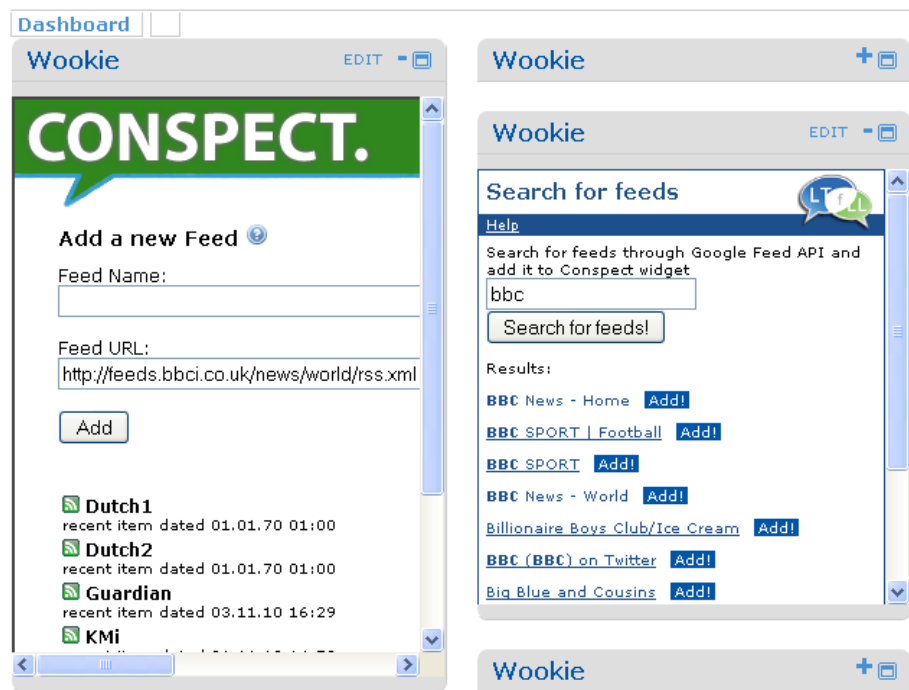 Dashboard
Wookie
EDIT
CONSPECT.
Add a new Feed
Feed Name:
Feed URL:
http://feeds.bbci.co.uk/news/world/rss.xml
Add
Dutch1
recent item dated 01.01.70 01:00
Dutch2
recent item dated 01.01.70 01:00
Guardian
recent item dated 03.11.10 16:29
KMi
Wookie
Wookie
EDIT
Search for feeds
LTfLL
Help
Search for feeds through Google Feed API and
add it to Conspect widget
bbc
Search for feeds!
Results:
BBC News - Home Add!
BBC SPORT | Football Add!
BBC SPORT Add!
BBC News - World Add!
Billionaire Boys Club/Ice Cream Add!
BBC (BBC) on Twitter Add!
Big Blue and Cousins Add!
Wookie